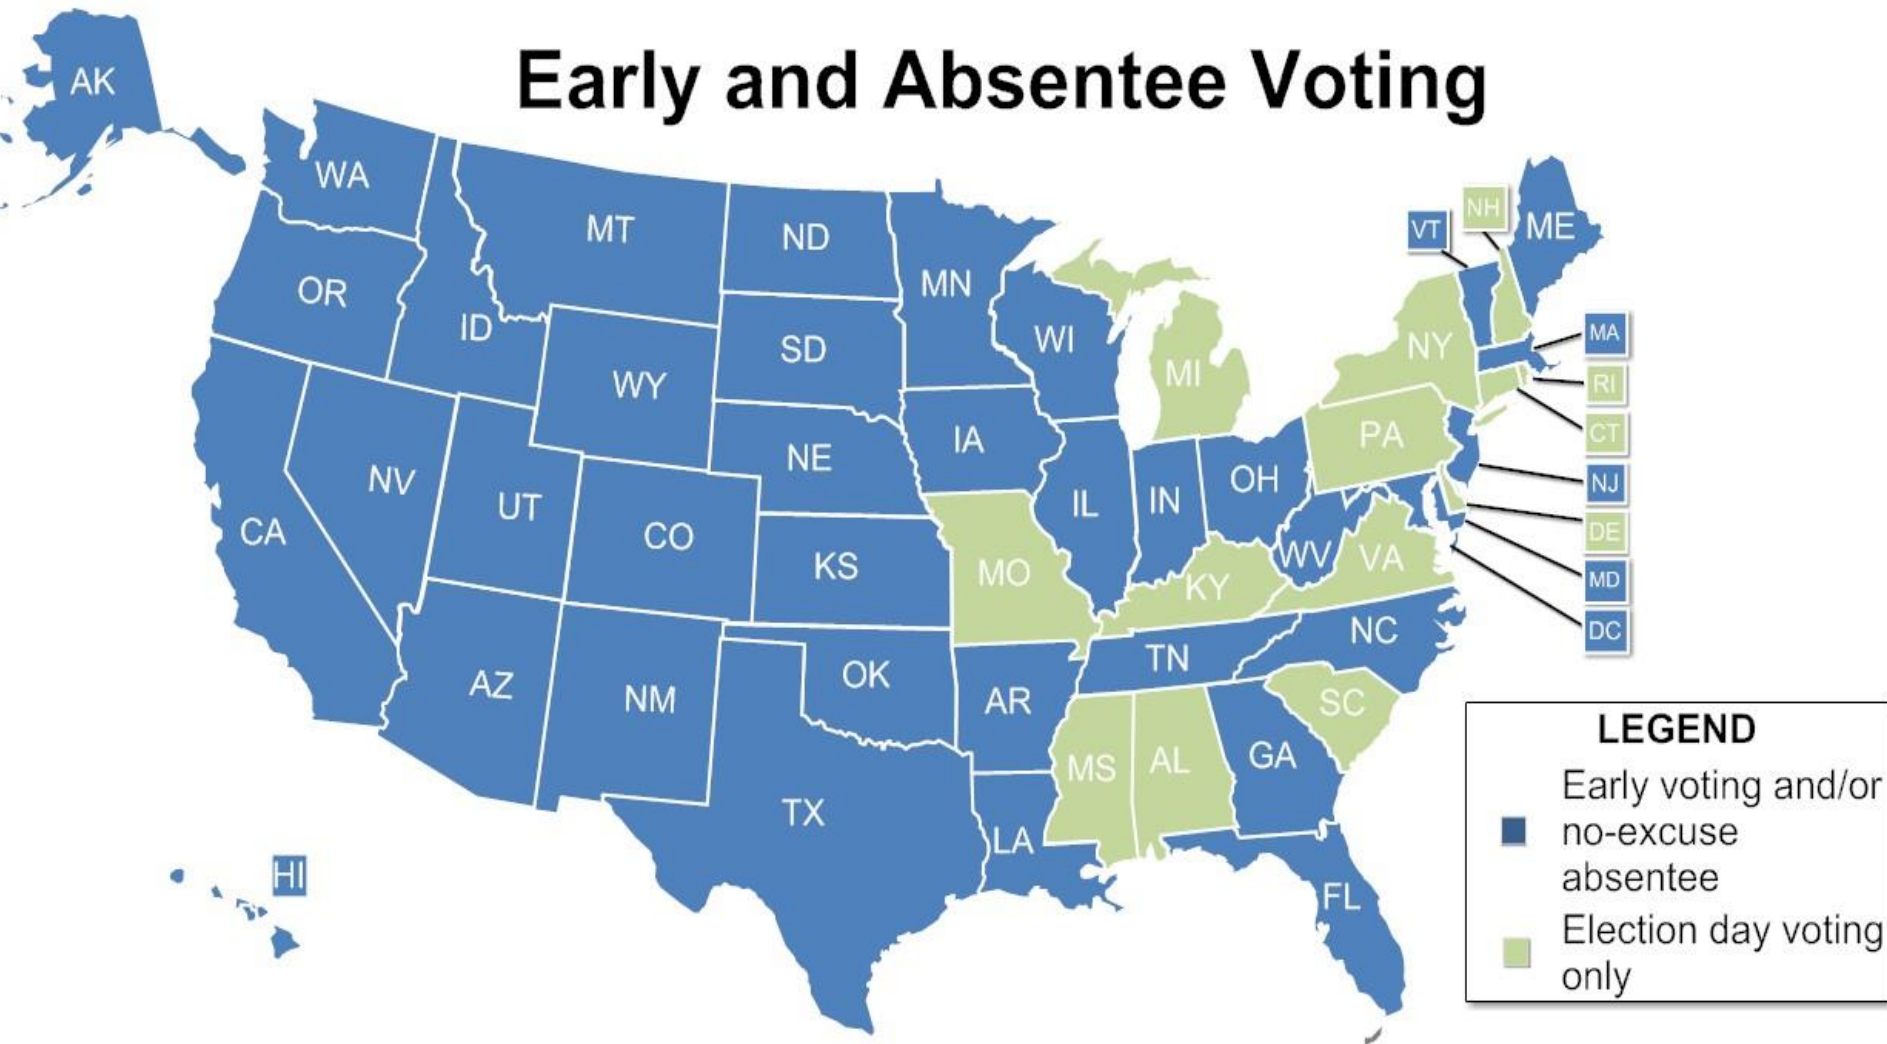 Early and Absentee Voting
AK
WA
MT
ND
MN
VT
NH
ME
OR
ID
SD
WI
MI
NY
MA
RI
CT
WY
NE
IA
PA
NJ
NV
UT
CO
IL
IN
OH
DE
CA
KS
MO
KY
WV
VA
MD
DC
AZ
NM
OK
AR
TN
NC
SC
TX
LA
MS
AL
GA
HI
FL
LEGEND
Early voting and/or
no-excuse
absentee
Election day voting
only